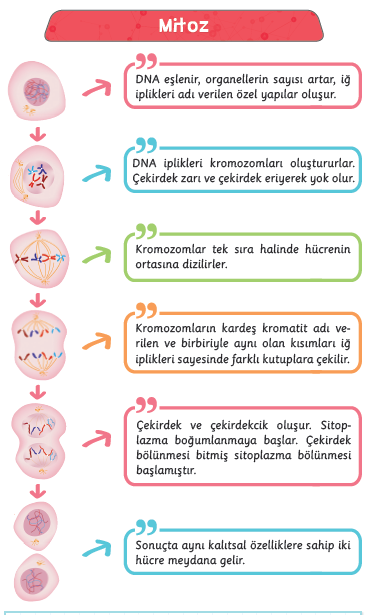 Mitoz
DNA eşlenir, organellerin sayısı artar, iğ
iplikleri adı verilen özel yapılar oluşur.
DNA iplikleri kromozomları oluştururlar.
Çekirdek zarı ve çekirdek eriyerek yok olur.
Kromozomlar tek sıra halinde hücrenin
ortasına dizilirler.
Kromozomların kardeş kromatit adı ve-
rilen ve birbiriyle aynı olan kısımları iğ
iplikleri sayesinde farklı kutuplara çekilir.
Çekirdek ve çekirdekcik oluşur. Sitop-
lazma boğumlanmaya başlar. Çekirdek
bölünmesi bitmiş sitoplazma bölünmesi
başlamıştır.
Sonuçta aynı kalıtsal özelliklere sahip iki
hücre meydana gelir.